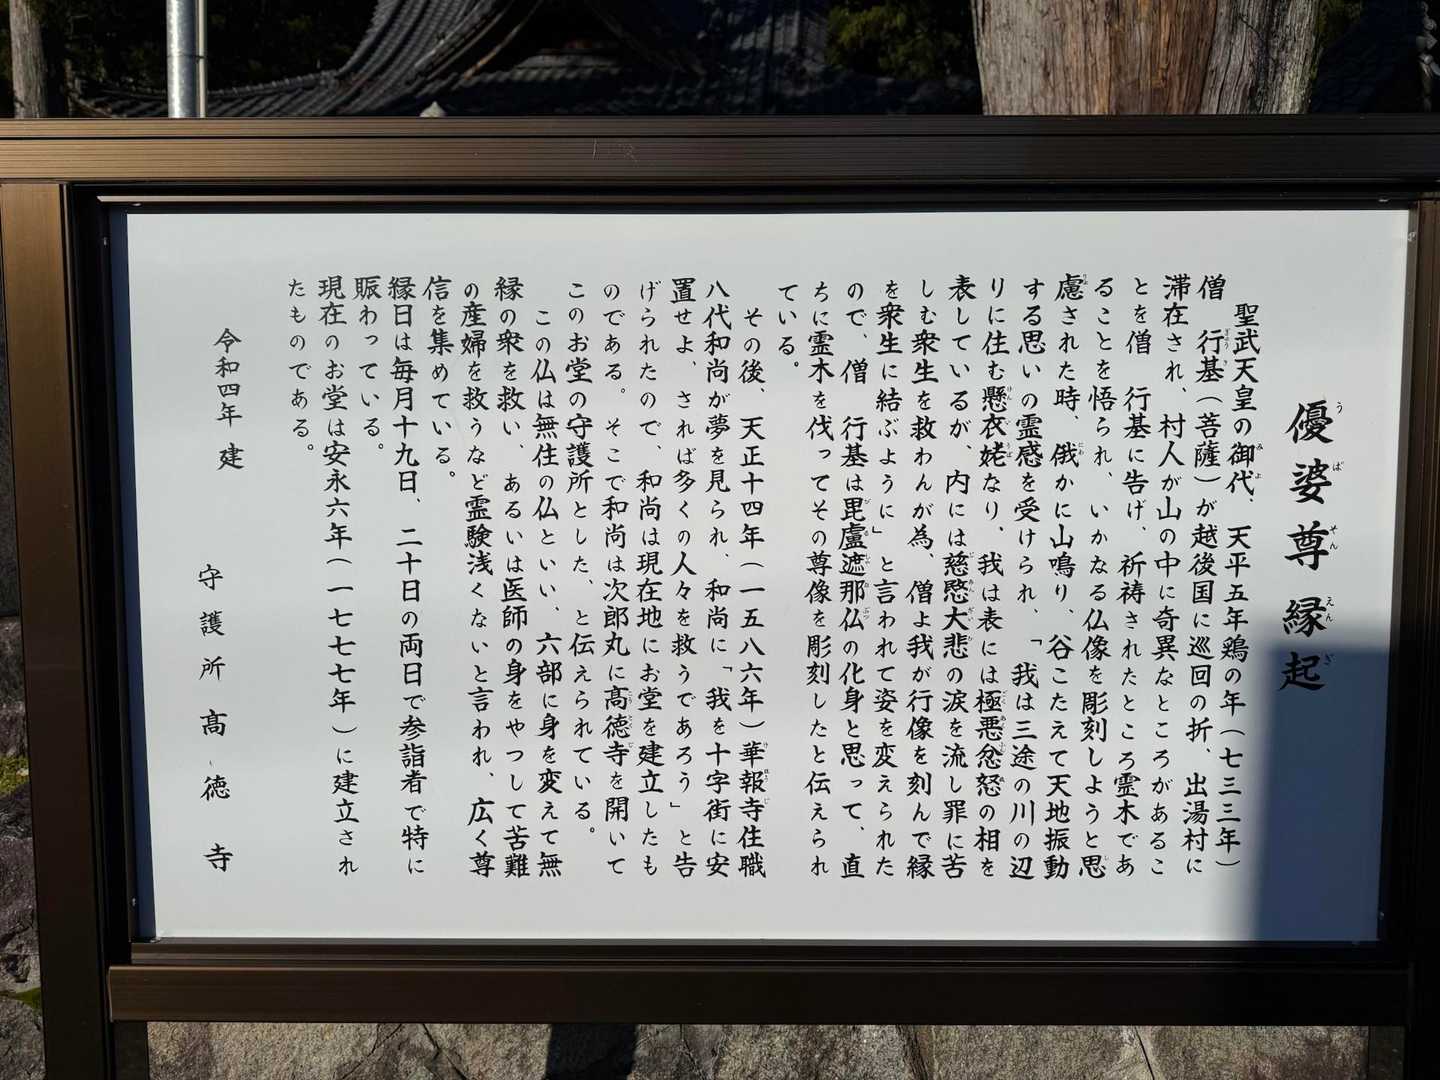 優婆尊縁起
聖武天皇の御代、天平五年鶏の年(七三三年)
僧 行基(菩薩)が越後国に巡回の折、出湯村に
滞在され、村人が山の中に奇異なところがあるこ
とを僧 行基に告げ、祈祷されたところ霊木であ
ることを悟られ、いかなる仏像を彫刻しようと思
慮された時、俄かに山鳴り、谷こたえて天地振動
する思いの霊感を受けられ、「我は三途の川の辺
りに住む懸衣姥なり、我は表には極悪忿怒の相を
表しているが、内には慈愍大悲の涙を流し罪に苦
しむ衆生を救わんが為、僧よ我が行像を刻んで縁
を衆生に結ぶように」と言われて姿を変えられた
ので、僧 行基は毘盧遮那仏の化身と思って、直
ちに霊木を伐ってその尊像を彫刻したと伝えられ
ている。
その後、天正十四年(一五八六年)華報寺住職
八代和尚が夢を見られ、和尚に「我を十字街に安
置せよ、されば多くの人々を救うであろう」と告
げられたので、和尚は現在地にお堂を建立したも
のである。そこで和尚は次郎丸に髙徳寺を開いて
このお堂の守護所とした、と伝えられている。
この仏は無住の仏といい、六部に身を変えて無
縁の衆を救い、あるいは医師の身をやつして苦難
の産婦を救うなど霊験浅くないと言われ、広く尊
信を集めている。
縁日は毎月十九日、二十日の両日で参詣者で特に
賑わっている。
現在のお堂は安永六年(一七七七年)に建立され
たものである。
令和四年 建
守護所 髙徳寺